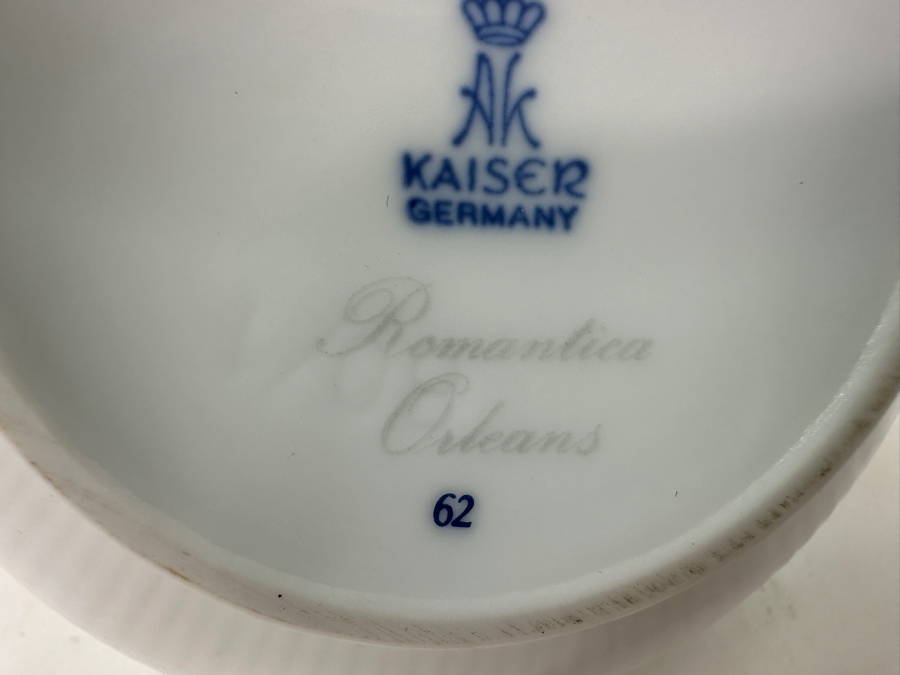 AK
KAISER
GERMANY
Romantica
Orleans
62